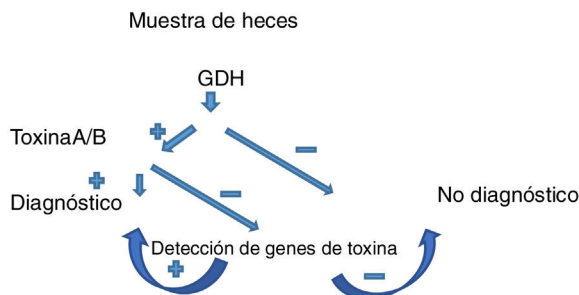 Muestra de heces
GDH
ToxinaA/B
Diagnóstico
No diagnóstico
Detección de genes de toxina